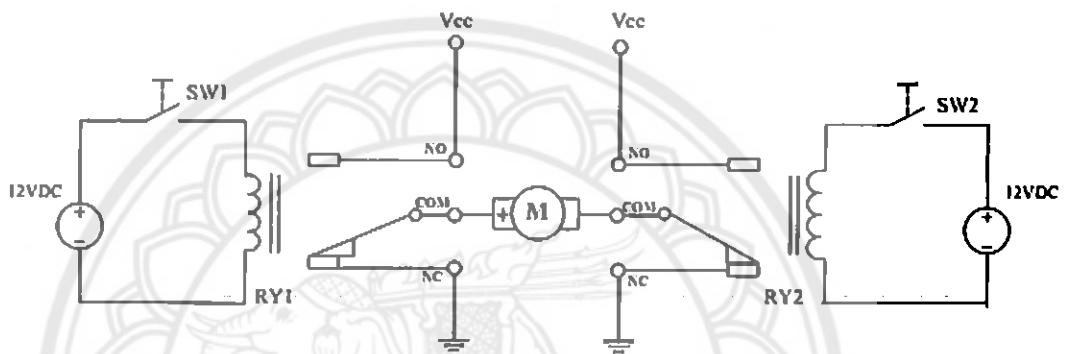 Vcc
Vcc
SW1
SW2
NO
NO
12VDC
12VDC
+
COM
+
M
COM
+
−
−
NC
NC
RY1
RY2